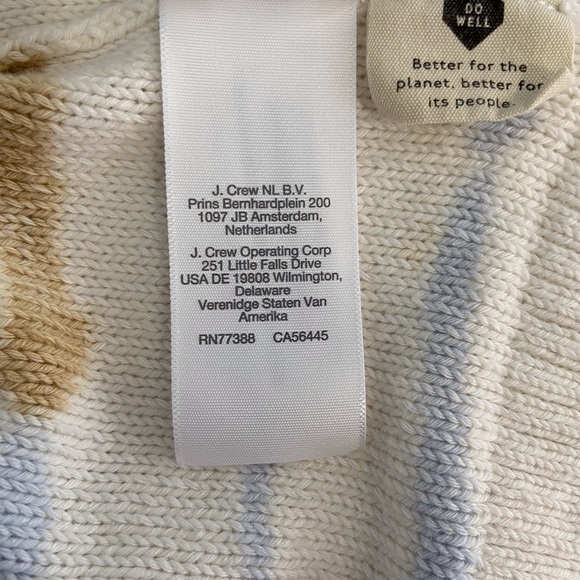 DO
WELL
Better for the
planet, better for
its people.
J. Crew NL B.V.
Prins Bernhardplein 200
1097 JB Amsterdam,
Netherlands
J. Crew Operating Corp
251 Little Falls Drive
USA DE 19808 Wilmington,
Delaware
Verenidge Staten Van
Amerika
RN77388 CA56445